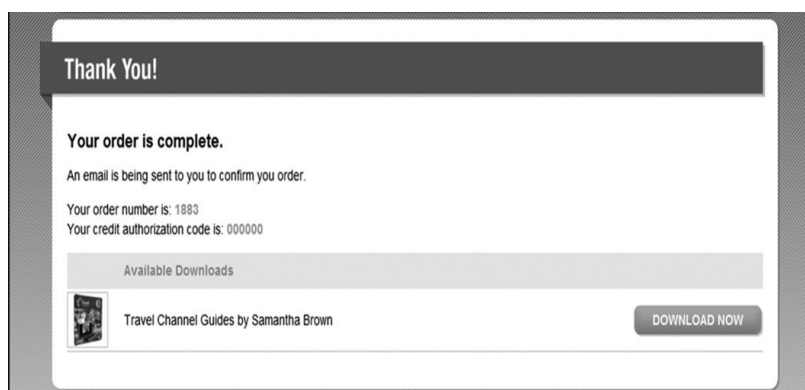 Thank You!
Your order is complete.
An email is being sent to you to confirm you order.
Your order number is: 1883
Your credit authorization code is: 000000
Available Downloads
Travel Channel Guides by Samantha Brown
DOWNLOAD NOW